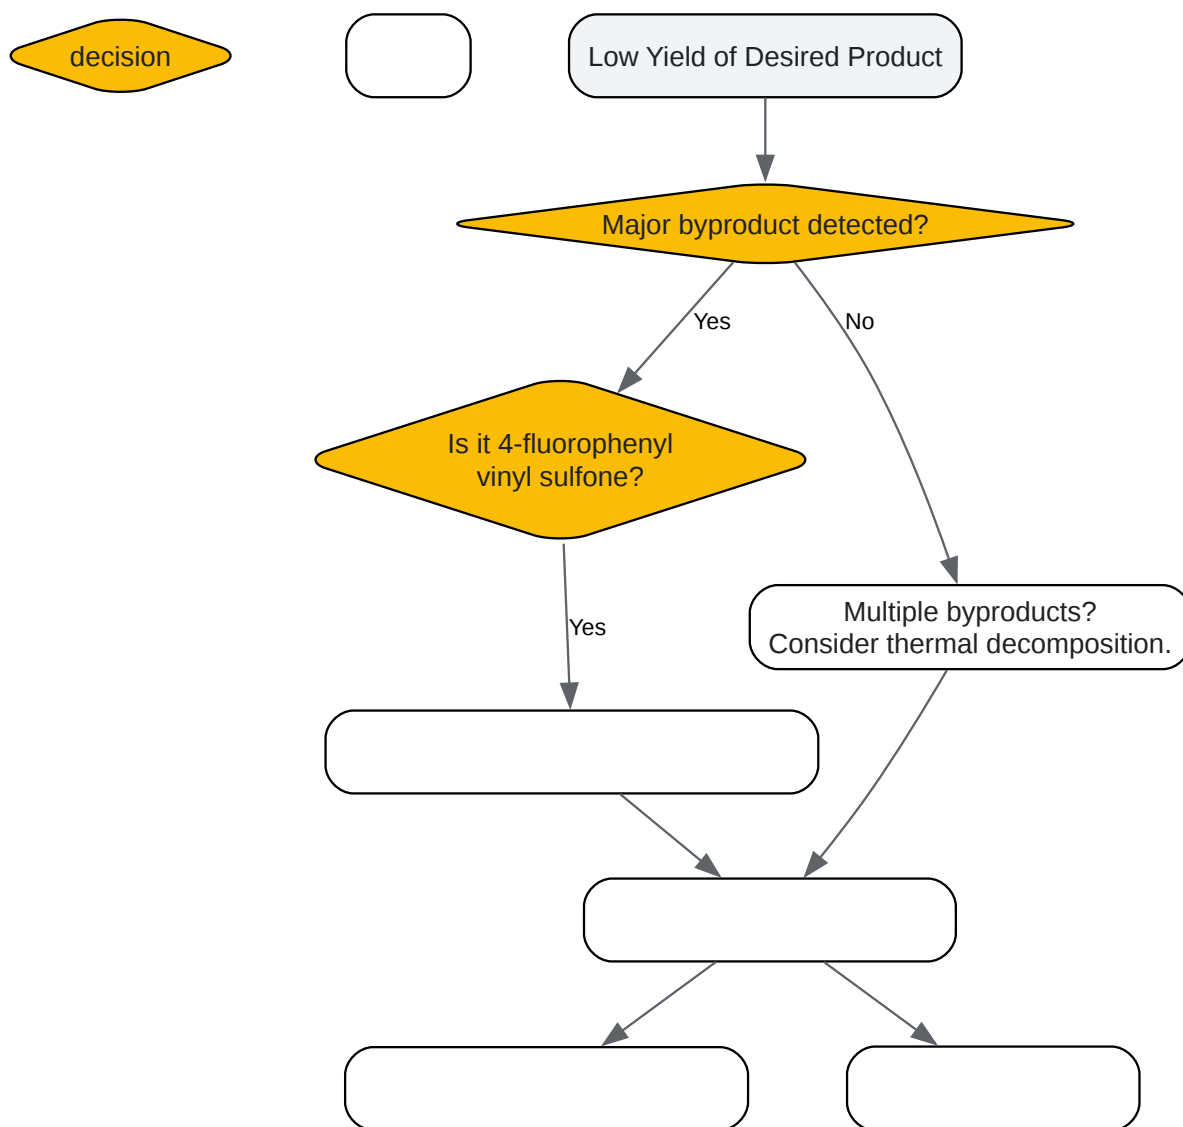 decision
Low Yield of Desired Product
Major byproduct detected?
Yes
No
Is it 4-fluorophenyl
vinyl sulfone?
Yes
Multiple byproducts?
Consider thermal decomposition.